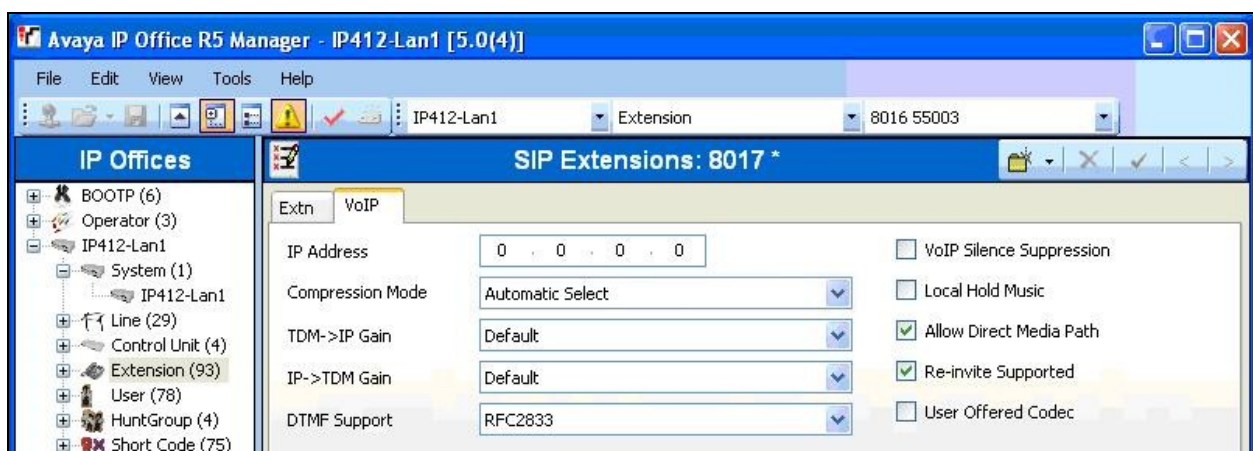 Avaya IP Office R5 Manager - IP412-Lan1 [5.0(4)]
File Edit View Tools Help
IP412-Lan1 Extension 8016 55003
IP Offices
SIP Extensions: 8017 *
BOOTP (6)
Operator (3)
IP412-Lan1
System (1)
IP412-Lan1
Line (29)
Control Unit (4)
Extension (93)
User (78)
HuntGroup (4)
Short Code (75)
Extn VoIP
IP Address 0 . 0 . 0 . 0
Compression Mode Automatic Select
TDM->IP Gain Default
IP->TDM Gain Default
DTMF Support RFC2833
VoIP Silence Suppression
Local Hold Music
Allow Direct Media Path
Re-invite Supported
User Offered Codec